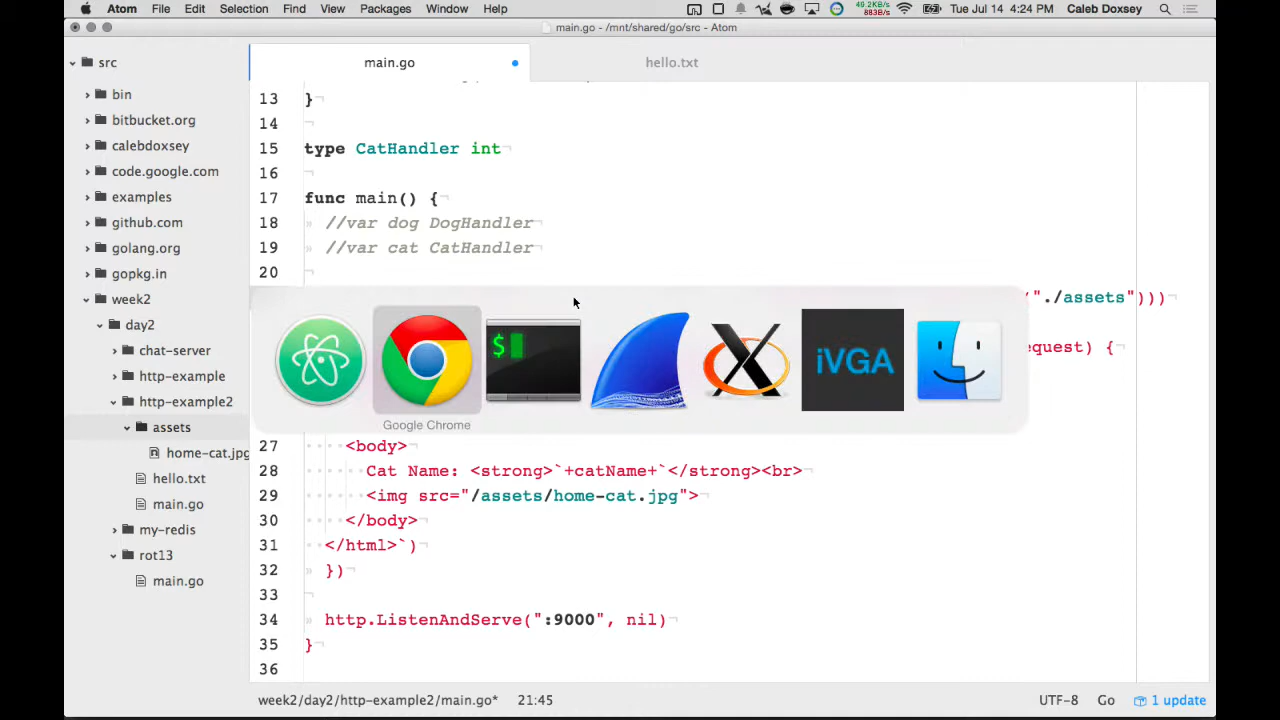 Atom File Edit Selection Find View Packages Window Help 49.2KB/s 883B/s Tue Jul 14 4:24 PM Caleb Doxsey
main.go - /mnt/shared/go/src - Atom
src
bin
bitbucket.org
calebdoxsey
code.google.com
examples
github.com
golang.org
gopkg.in
week2
day2
chat-server
http-example
http-example2
assets
home-cat.jpg
hello.txt
main.go
my-redis
rot13
main.go
main.go hello.txt
13 }
14
15 type CatHandler int
16
17 func main() {
18 //var dog DogHandler
19 //var cat CatHandler
20
"./assets")))
equest) {
$
iVGA
Google Chrome
27 <body>
28 Cat Name: <strong>`+catName+`</strong><br>
29 <img src="/assets/home-cat.jpg">
30 </body>
31 </html>`)
32 })
33
34 http.ListenAndServe(":9000", nil)
35 }
36
week2/day2/http-example2/main.go* 21:45 UTF-8 Go 1 update